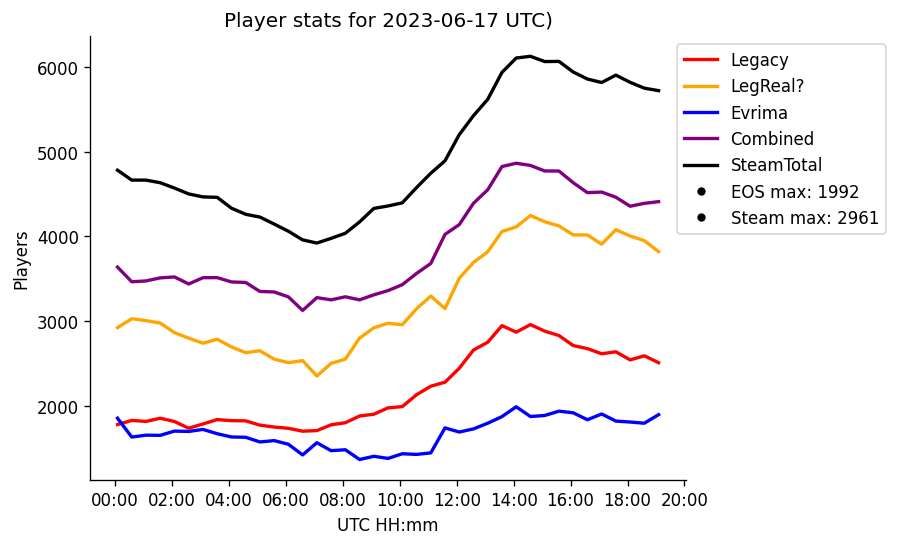 Player stats for 2023-06-17 UTC)
Players
6000
5000
4000
3000
2000
00:00 02:00 04:00 06:00 08:00 10:00 12:00 14:00 16:00 18:00 20:00
UTC HH:mm
Legacy
LegReal?
Evrima
Combined
SteamTotal
EOS max: 1992
Steam max: 2961